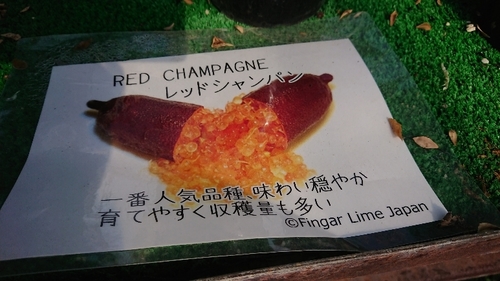 RED CHAMPAGNE
レッドシャンパン
一番人気品種 味わい穏やか
育てやすく収穫量も多い
©Fingar Lime Japan